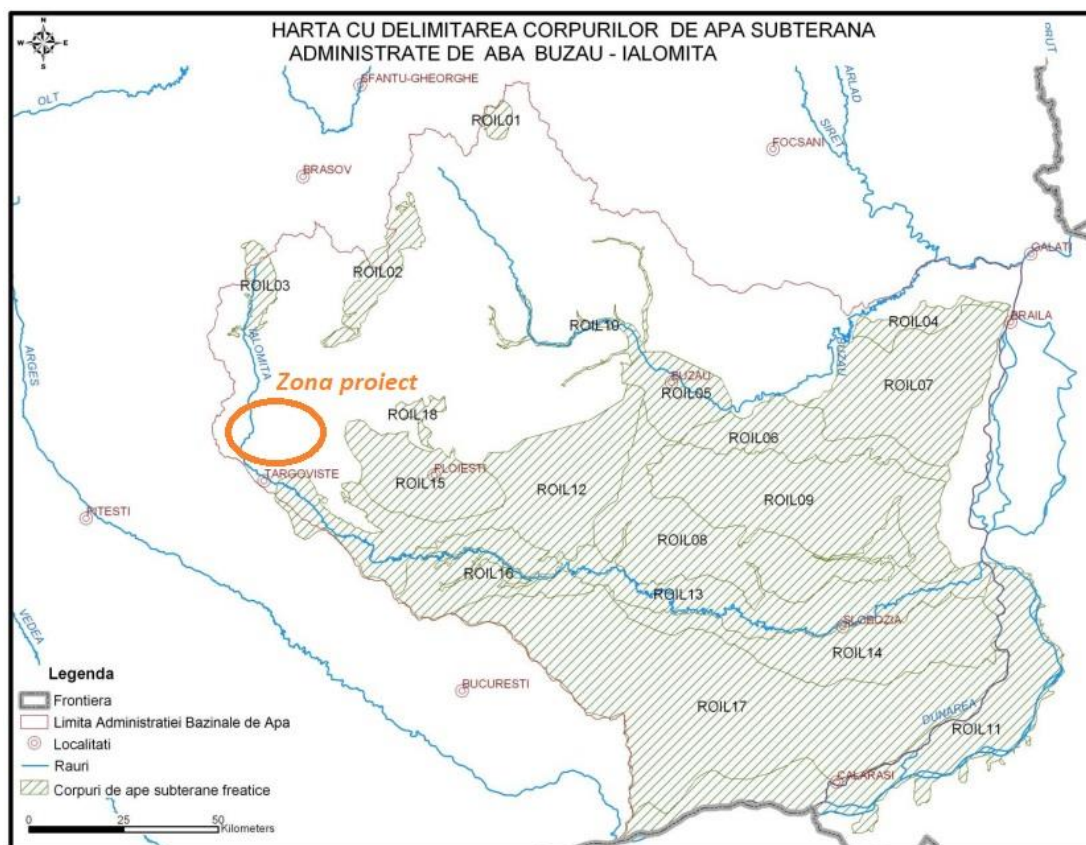 HARTA CU DELIMITAREA CORPURILOR DE APA SUBTERANA
ADMINISTRATE DE ABA BUZAU - IALOMITA
N
W
E
S
OLT
SFANTU-GHEORGHE
ROIL01
BRASOV
ARLAD
SIRET
FOCSANI
PRUT
GALATI
ROIL02
ROIL03
IALOMITA
ARGES
ROIL10
BUZAU
ROIL04
BRAILA
Zona proiect
BUZAU
ROIL05
ROIL07
ROIL18
ROIL06
TARGOVISTE
PLOIESTI
ROIL15
ROIL12
ROIL09
PITESTI
ROIL08
ROIL16
ROIL13
VEDEA
SLOBOZIA
ROIL14
BUCURESTI
ROIL17
DUNAREA
ROIL11
CALARASI
Legenda
Frontiera
Limita Administratiei Bazinale de Apa
Localitati
Rauri
Corpuri de ape subterane freatice
0 25 50
Kilometers